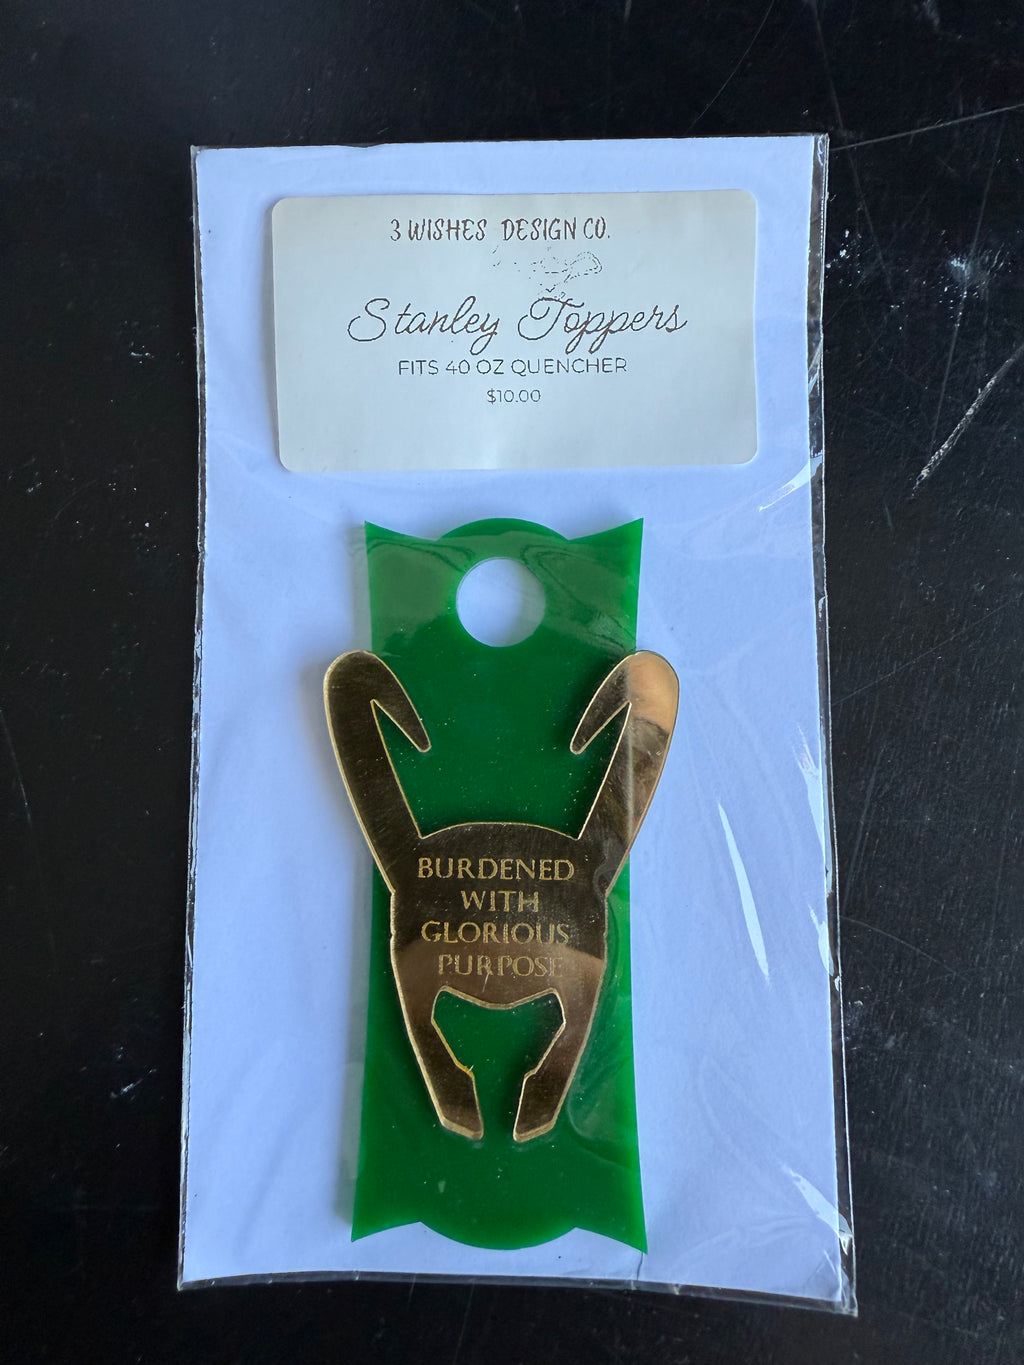 3 WISHES DESIGN CO.
Stanley Toppers
FITS 40 OZ QUENCHER
$10.00
BURDENED
WITH
GLORIOUS
PURPOSE